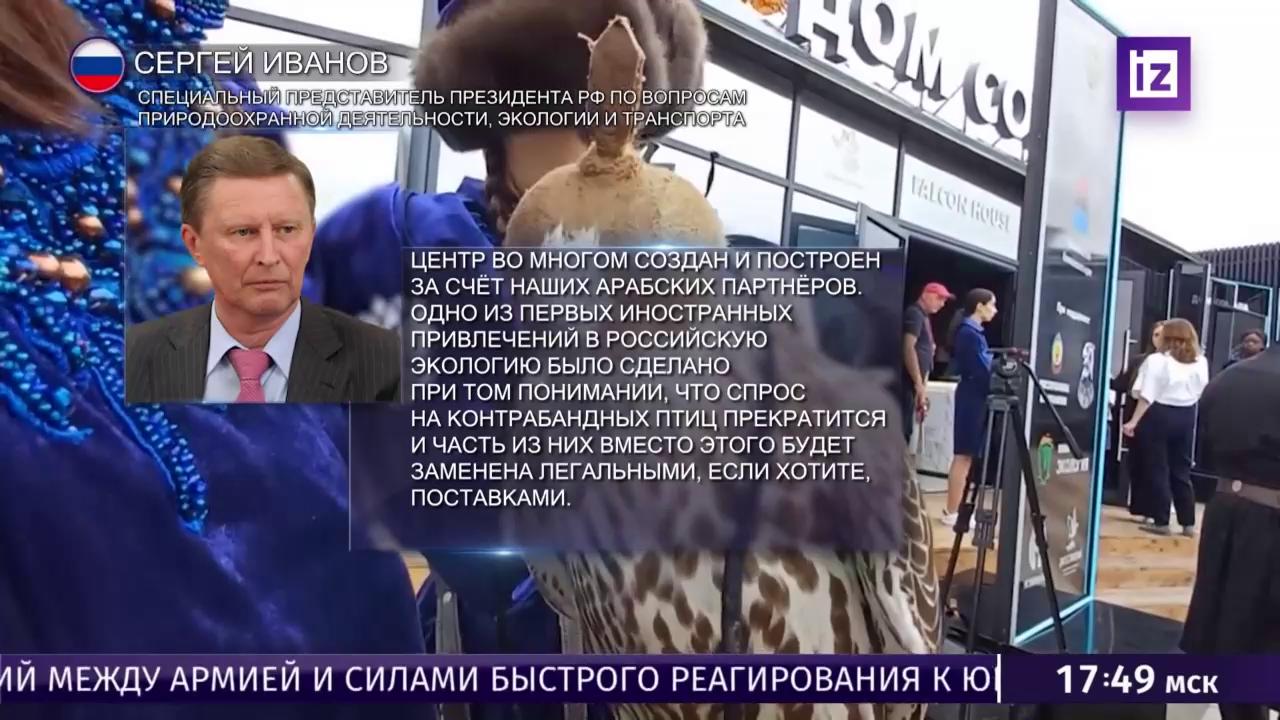 СЕРГЕЙ ИВАНОВ
СПЕЦИАЛЬНЫЙ ПРЕДСТАВИТЕЛЬ ПРЕЗИДЕНТА РФ ПО ВОПРОСАМ
ПРИРОДООХРАННОЙ ДЕЯТЕЛЬНОСТИ, ЭКОЛОГИИ И ТРАНСПОРТА
iz
FALCON HOUSE
ЦЕНТР ВО МНОГОМ СОЗДАН И ПОСТРОЕН
ЗА СЧЁТ НАШИХ АРАБСКИХ ПАРТНЁРОВ.
ОДНО ИЗ ПЕРВЫХ ИНОСТРАННЫХ
ПРИВЛЕЧЕНИЙ В РОССИЙСКУЮ
ЭКОЛОГИЮ БЫЛО СДЕЛАНО
ПРИ ТОМ ПОНИМАНИИ, ЧТО СПРОС
НА КОНТРАБАНДНЫХ ПТИЦ ПРЕКРАТИТСЯ
И ЧАСТЬ ИЗ НИХ ВМЕСТО ЭТОГО БУДЕТ
ЗАМЕНЕНА ЛЕГАЛЬНЫМИ, ЕСЛИ ХОТИТЕ,
ПОСТАВКАМИ.
ИЙ МЕЖДУ АРМИЕЙ И СИЛАМИ БЫСТРОГО РЕАГИРОВАНИЯ К Ю
17:49 МСК